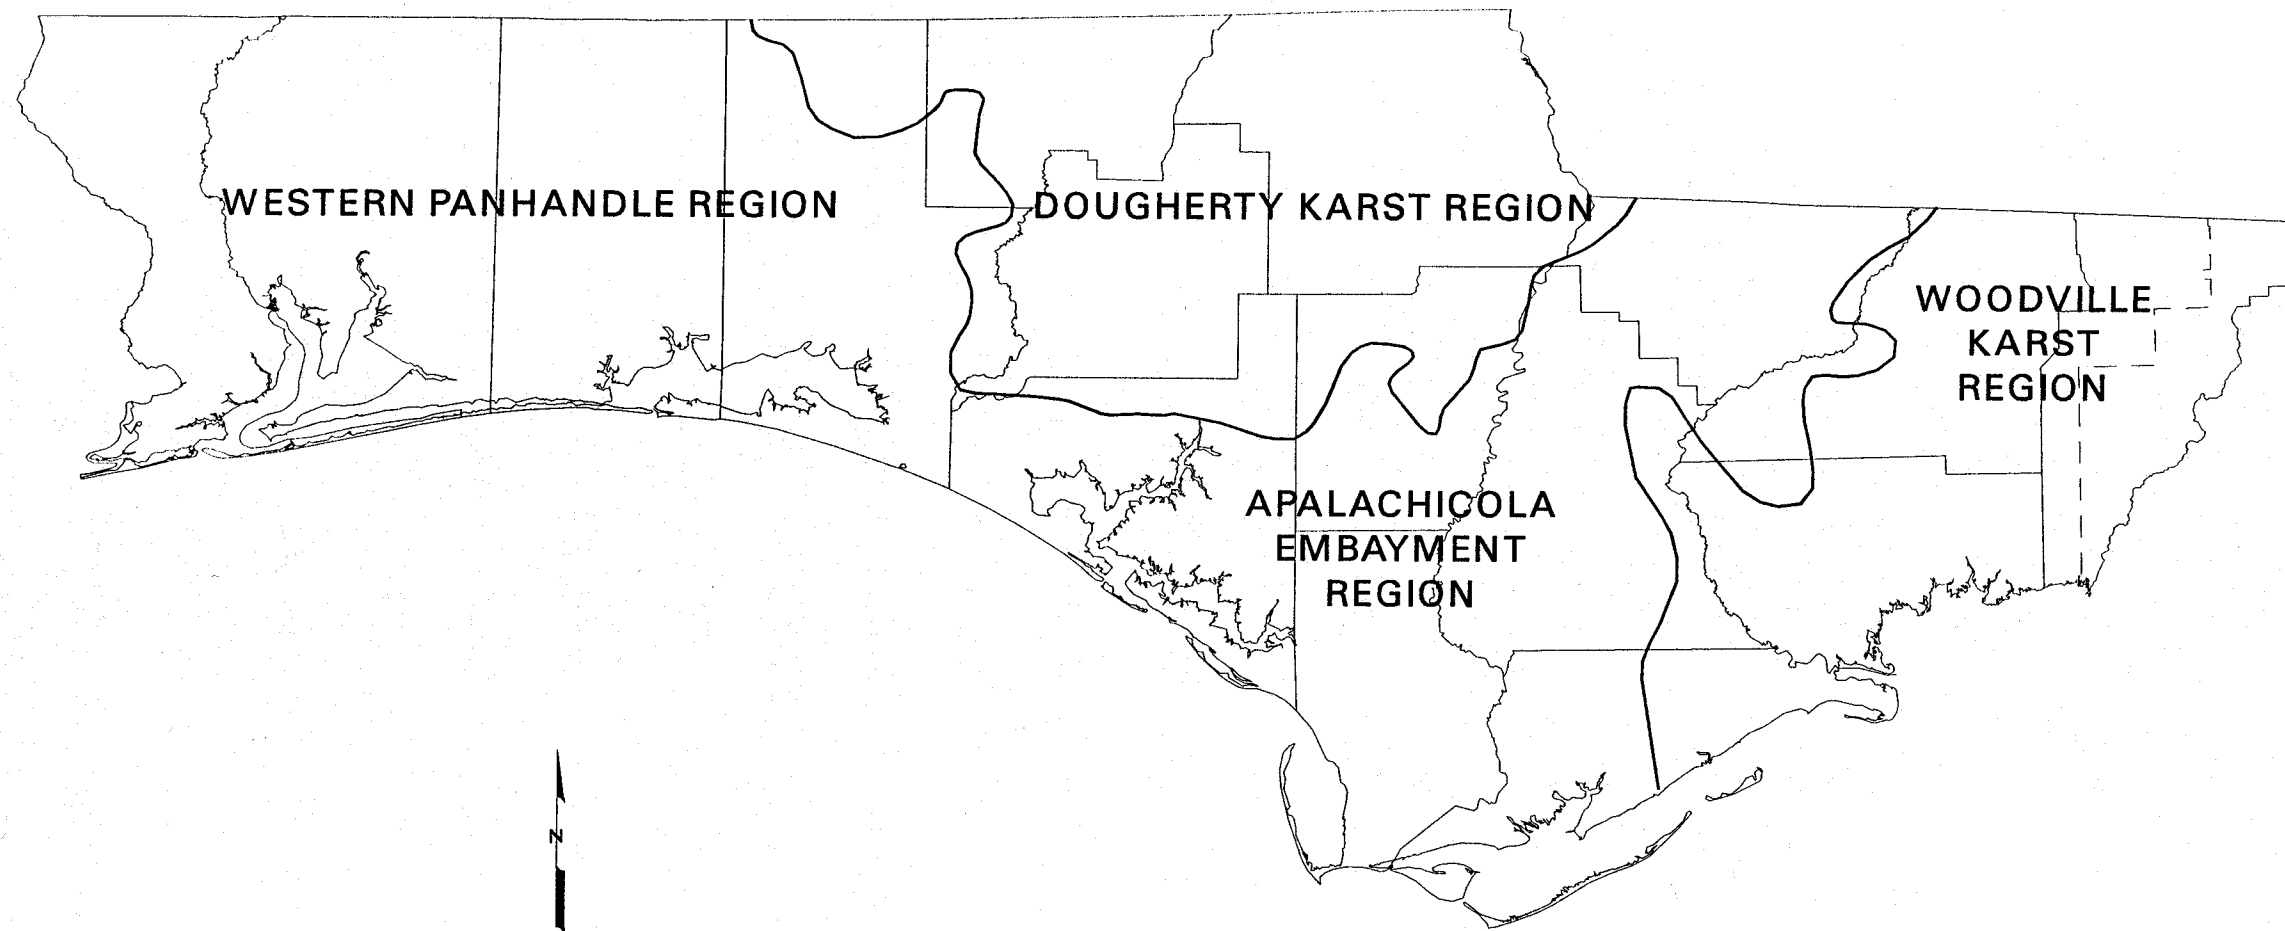 WESTERN PANHANDLE REGION
DOUGHERTY KARST REGION
WOODVILLE
KARST
REGION
APALACHICOLA
EMBAYMENT
REGION
N